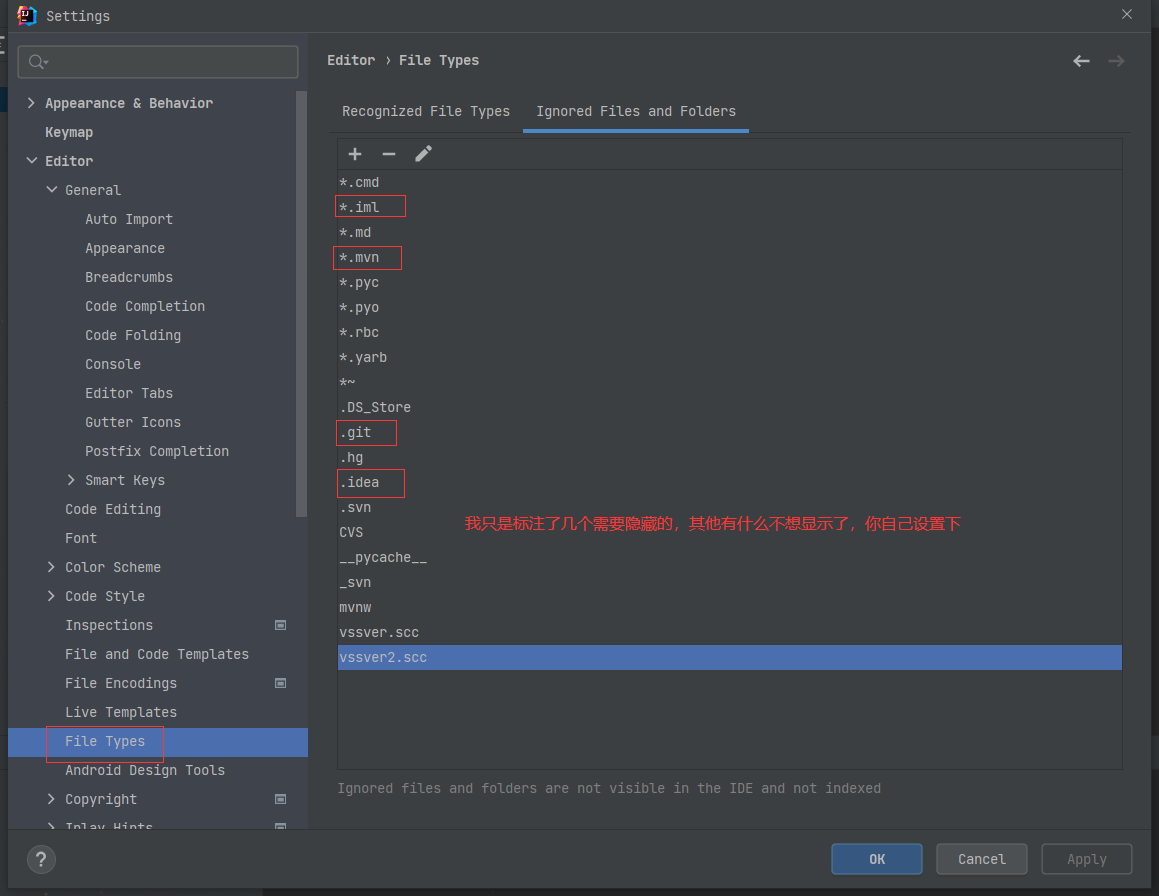 Settings
Editor › File Types
Appearance & Behavior
Keymap
Editor
General
Auto Import
Appearance
Breadcrumbs
Code Completion
Code Folding
Console
Editor Tabs
Gutter Icons
Postfix Completion
Smart Keys
Code Editing
Font
Color Scheme
Code Style
Inspections
File and Code Templates
File Encodings
Live Templates
File Types
Android Design Tools
Copyright
Inlay Hints
Recognized File Types
Ignored Files and Folders
*.cmd
*.iml
*.md
*.mvn
*.pyc
*.pyo
*.rbc
*.yarb
*~
.DS_Store
.git
.hg
.idea
.svn
CVS
__pycache__
_svn
mvnw
vssver.scc
vssver2.scc
我只是标注了几个需要隐藏的，其他有什么不想显示了，你自己设置下
Ignored files and folders are not visible in the IDE and not indexed
?
OK
Cancel
Apply